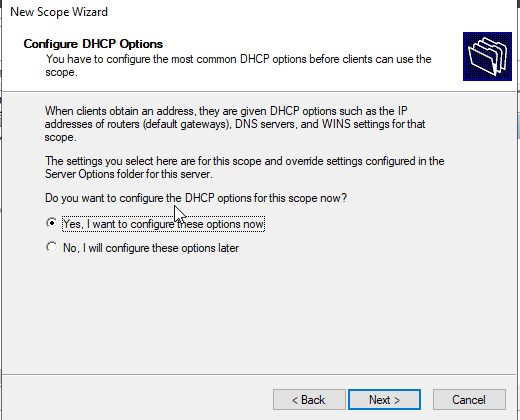 New Scope Wizard
Configure DHCP Options
You have to configure the most common DHCP options before clients can use the
scope.
When clients obtain an address, they are given DHCP options such as the IP
addresses of routers (default gateways), DNS servers, and WINS settings for that
scope.
The settings you select here are for this scope and override settings configured in the
Server Options folder for this server.
Do you want to configure the DHCP options for this scope now?
Yes, I want to configure these options now
No, I will configure these options later
< Back
Next >
Cancel